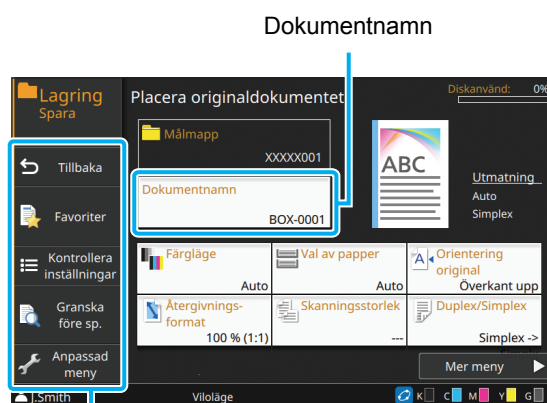 Dokumentnamn
Lagring
Spara
Placera originaldokumentet
Diskanvänd: 0%
Målmapp
XXXXX001
Dokumentnamn
BOX-0001
ABC
Utmatning
Auto
Simplex
Tillbaka
Favoriter
Kontrollera
inställningar
Granska
före sp.
Anpassad
meny
Färgläge
Auto
Val av papper
Auto
A
Orientering
original
Överkant upp
Återgivnings-
format
100 % (1:1)
Skanningsstorlek
---
Duplex/Simplex
Simplex ->
Mer meny
J.Smith
Viloläge
K C M Y G